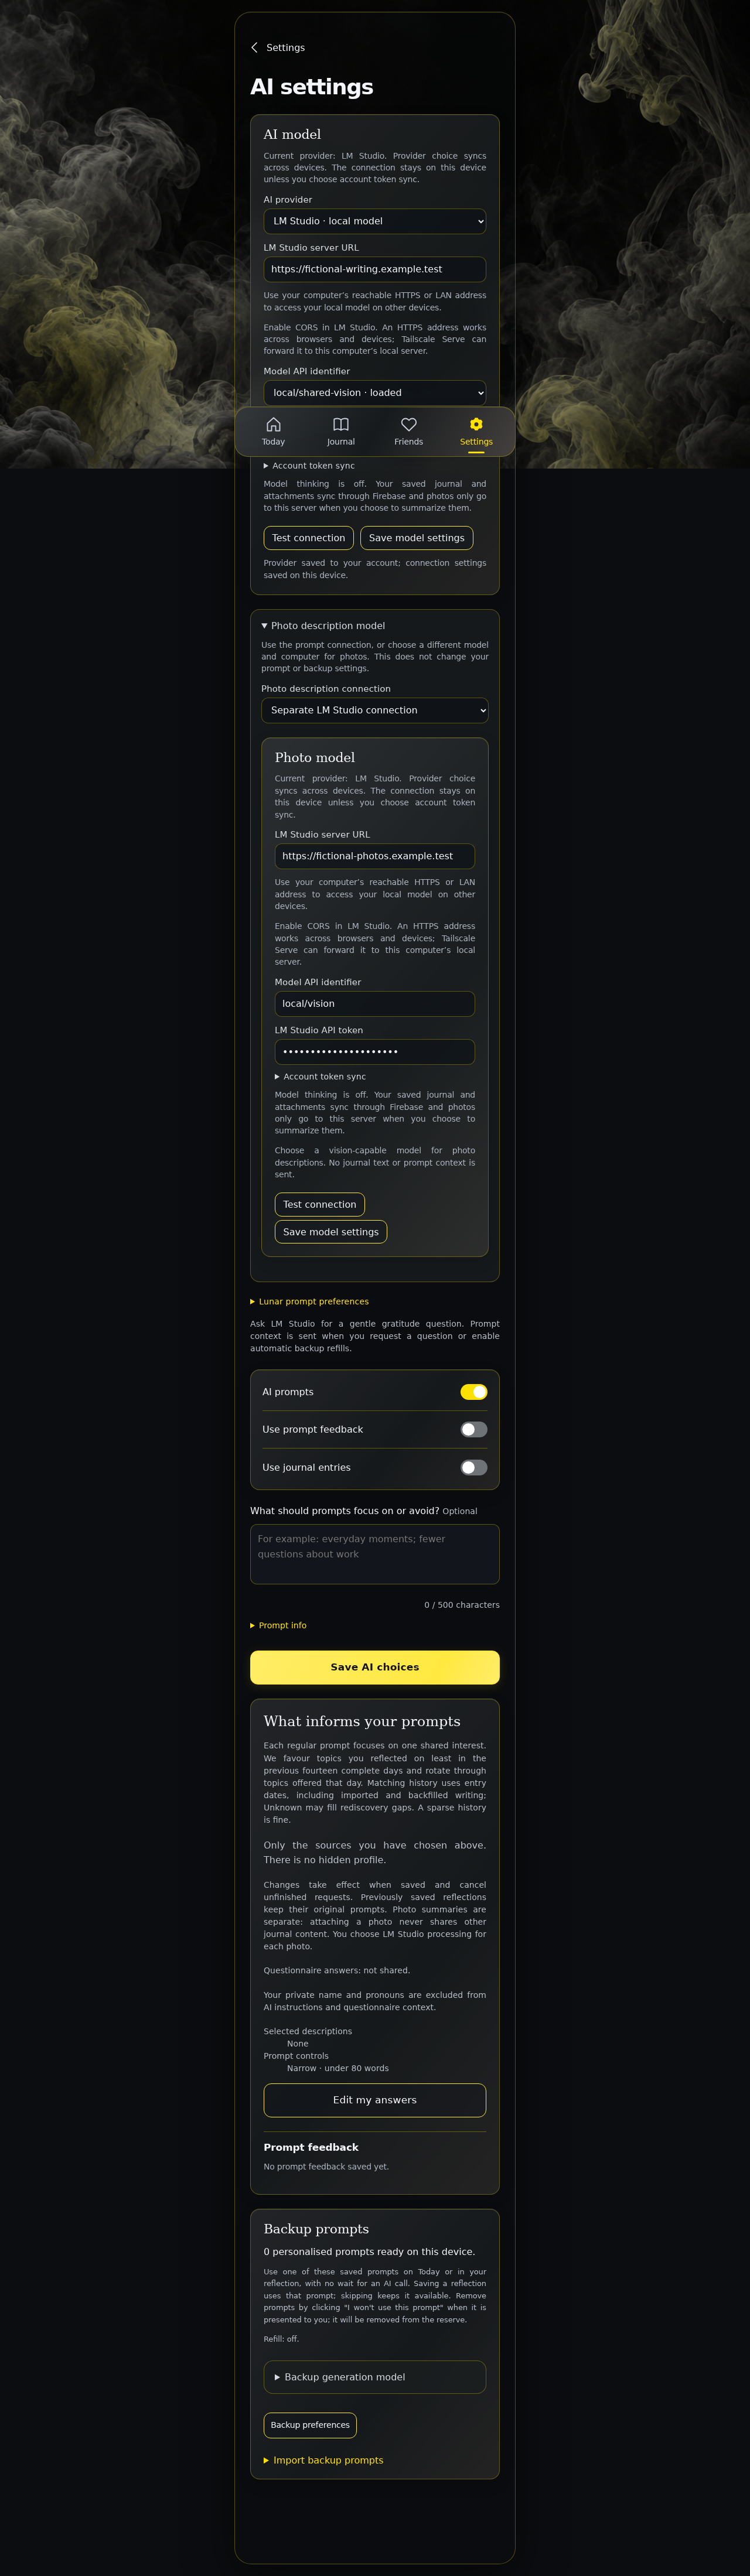 Settings
AI settings
AI model
Current provider: LM Studio. Provider choice syncs
across devices. The connection stays on this device
unless you choose account token sync.
AI provider
LM Studio · local model
LM Studio server URL
https://fictional-writing.example.test
Use your computer’s reachable HTTPS or LAN address
to access your local model on other devices.
Enable CORS in LM Studio. An HTTPS address works
across browsers and devices; Tailscale Serve can
forward it to this computer’s local server.
Model API identifier
local/shared-vision · loaded
Today
Journal
Friends
Settings
Account token sync
Model thinking is off. Your saved journal and
attachments sync through Firebase and photos only go
to this server when you choose to summarize them.
Test connection
Save model settings
Provider saved to your account; connection settings
saved on this device.
Photo description model
Use the prompt connection, or choose a different model
and computer for photos. This does not change your
prompt or backup settings.
Photo description connection
Separate LM Studio connection
Photo model
Current provider: LM Studio. Provider choice
syncs across devices. The connection stays on
this device unless you choose account token
sync.
LM Studio server URL
https://fictional-photos.example.test
Use your computer’s reachable HTTPS or LAN
address to access your local model on other
devices.
Enable CORS in LM Studio. An HTTPS address
works across browsers and devices; Tailscale
Serve can forward it to this computer’s local
server.
Model API identifier
local/vision
LM Studio API token
•••••••••••••••••••••
Account token sync
Model thinking is off. Your saved journal and
attachments sync through Firebase and photos
only go to this server when you choose to
summarize them.
Choose a vision-capable model for photo
descriptions. No journal text or prompt context is
sent.
Test connection
Save model settings
Lunar prompt preferences
Ask LM Studio for a gentle gratitude question. Prompt
context is sent when you request a question or enable
automatic backup refills.
AI prompts
Use prompt feedback
Use journal entries
What should prompts focus on or avoid? Optional
For example: everyday moments; fewer
questions about work
0 / 500 characters
Prompt info
Save AI choices
What informs your prompts
Each regular prompt focuses on one shared interest.
We favour topics you reflected on least in the
previous fourteen complete days and rotate through
topics offered that day. Matching history uses entry
dates, including imported and backfilled writing;
Unknown may fill rediscovery gaps. A sparse history
is fine.
Only the sources you have chosen above.
There is no hidden profile.
Changes take effect when saved and cancel
unfinished requests. Previously saved reflections
keep their original prompts. Photo summaries are
separate: attaching a photo never shares other
journal content. You choose LM Studio processing for
each photo.
Questionnaire answers: not shared.
Your private name and pronouns are excluded from
AI instructions and questionnaire context.
Selected descriptions
None
Prompt controls
Narrow · under 80 words
Edit my answers
Prompt feedback
No prompt feedback saved yet.
Backup prompts
0 personalised prompts ready on this device.
Use one of these saved prompts on Today or in your
reflection, with no wait for an AI call. Saving a reflection
uses that prompt; skipping keeps it available. Remove
prompts by clicking "I won't use this prompt" when it is
presented to you; it will be removed from the reserve.
Refill: off.
Backup generation model
Backup preferences
Import backup prompts